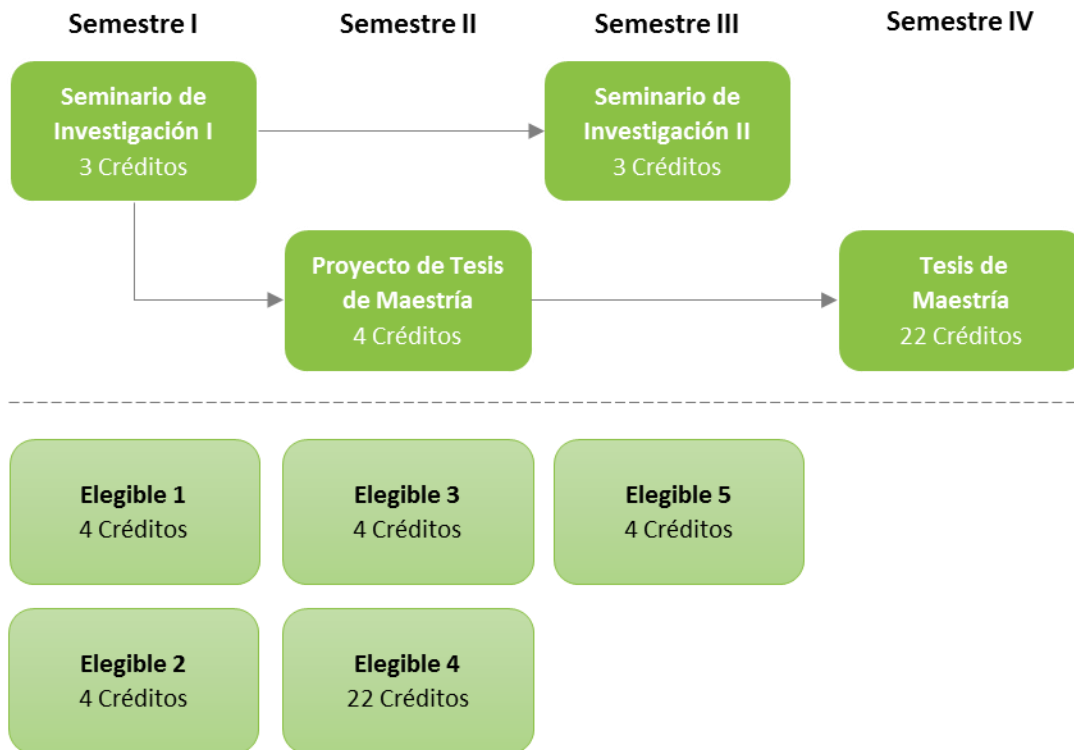 Semestre I
Semestre II
Semestre III
Semestre IV
Seminario de
Investigación I
3 Créditos
Seminario de
Investigación II
3 Créditos
Proyecto de Tesis
de Maestría
4 Créditos
Tesis de
Maestría
22 Créditos
Elegible 1
4 Créditos
Elegible 3
4 Créditos
Elegible 5
4 Créditos
Elegible 2
4 Créditos
Elegible 4
22 Créditos